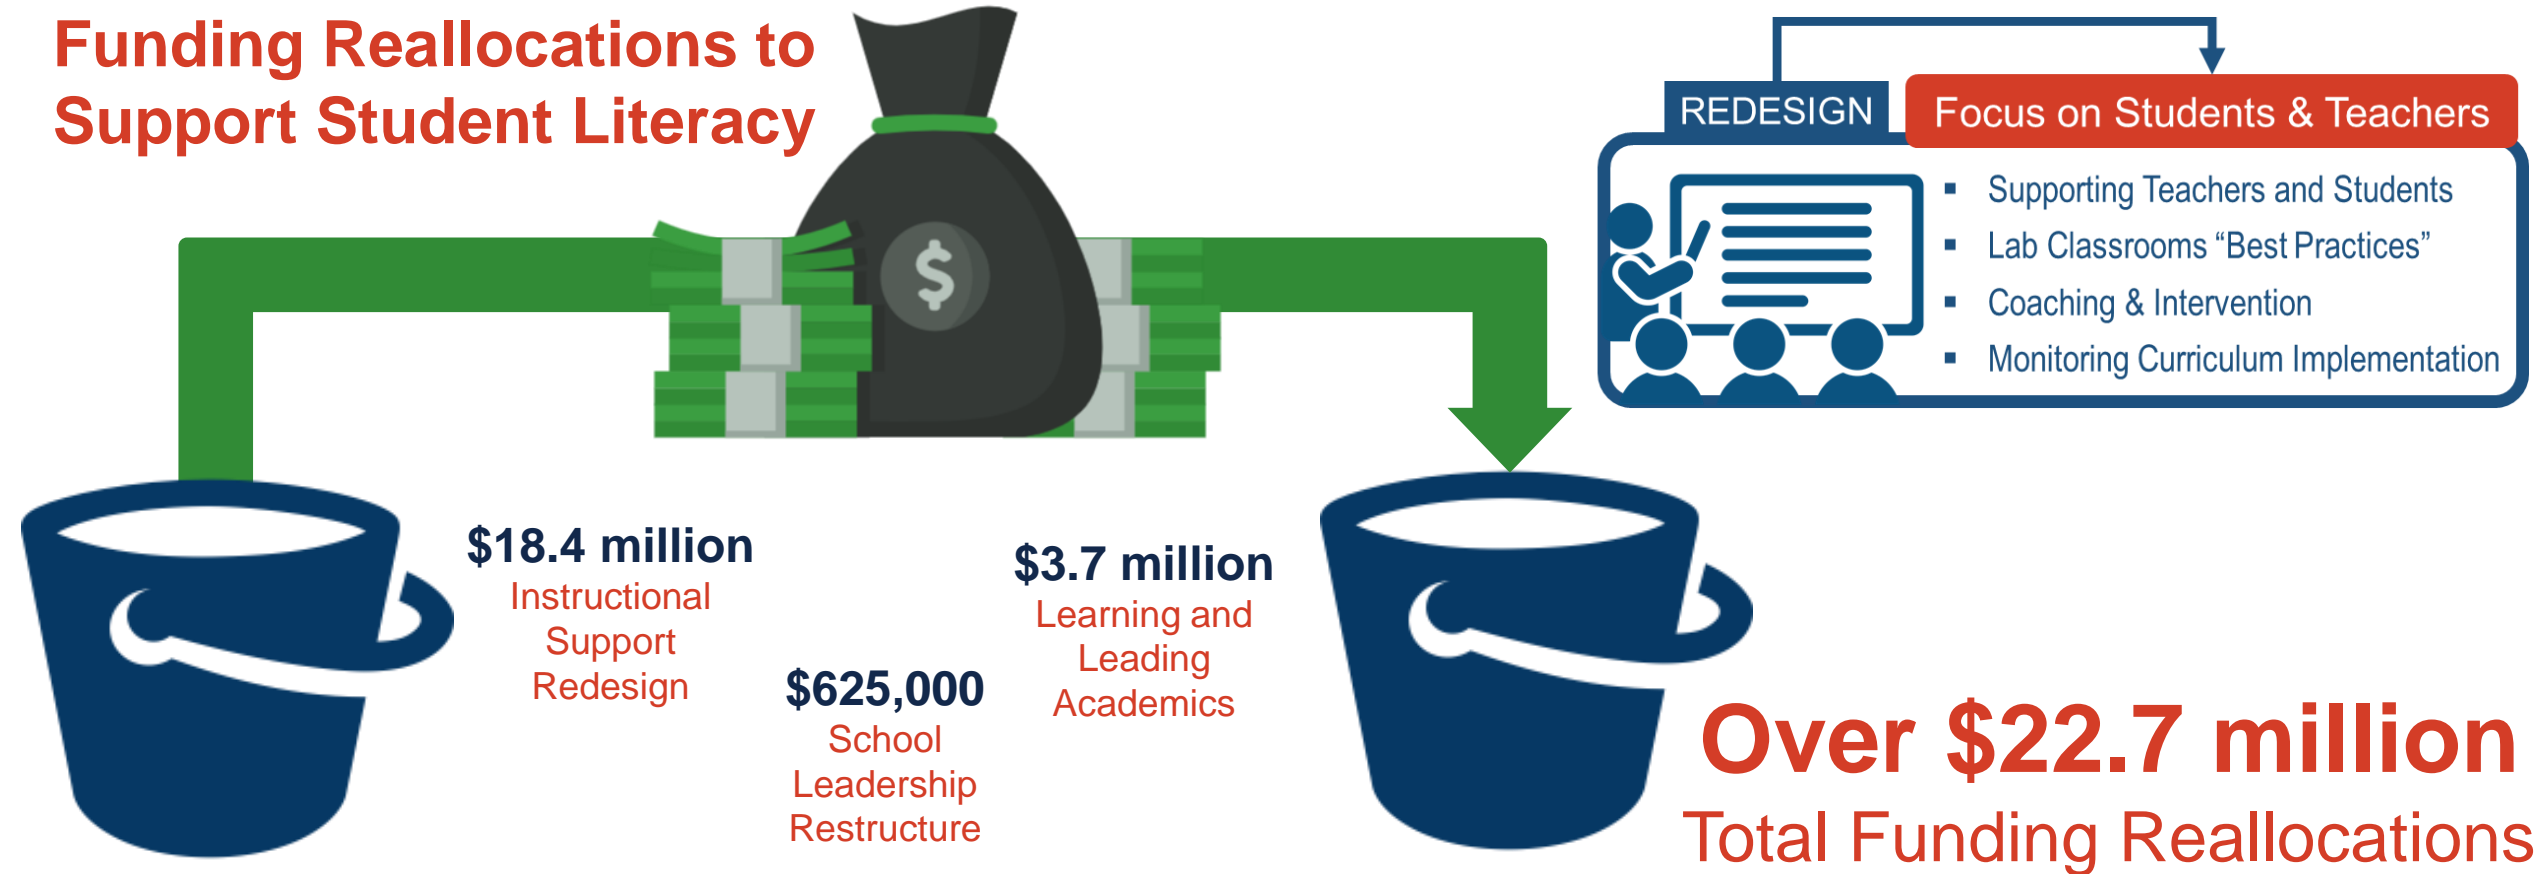 Funding Reallocations to
Support Student Literacy
$
REDESIGN
Focus on Students & Teachers
▪ Supporting Teachers and Students
▪ Lab Classrooms “Best Practices”
▪ Coaching & Intervention
▪ Monitoring Curriculum Implementation
$18.4 million
Instructional
Support
Redesign
$625,000
School
Leadership
Restructure
$3.7 million
Learning and
Leading
Academics
Over $22.7 million
Total Funding Reallocations